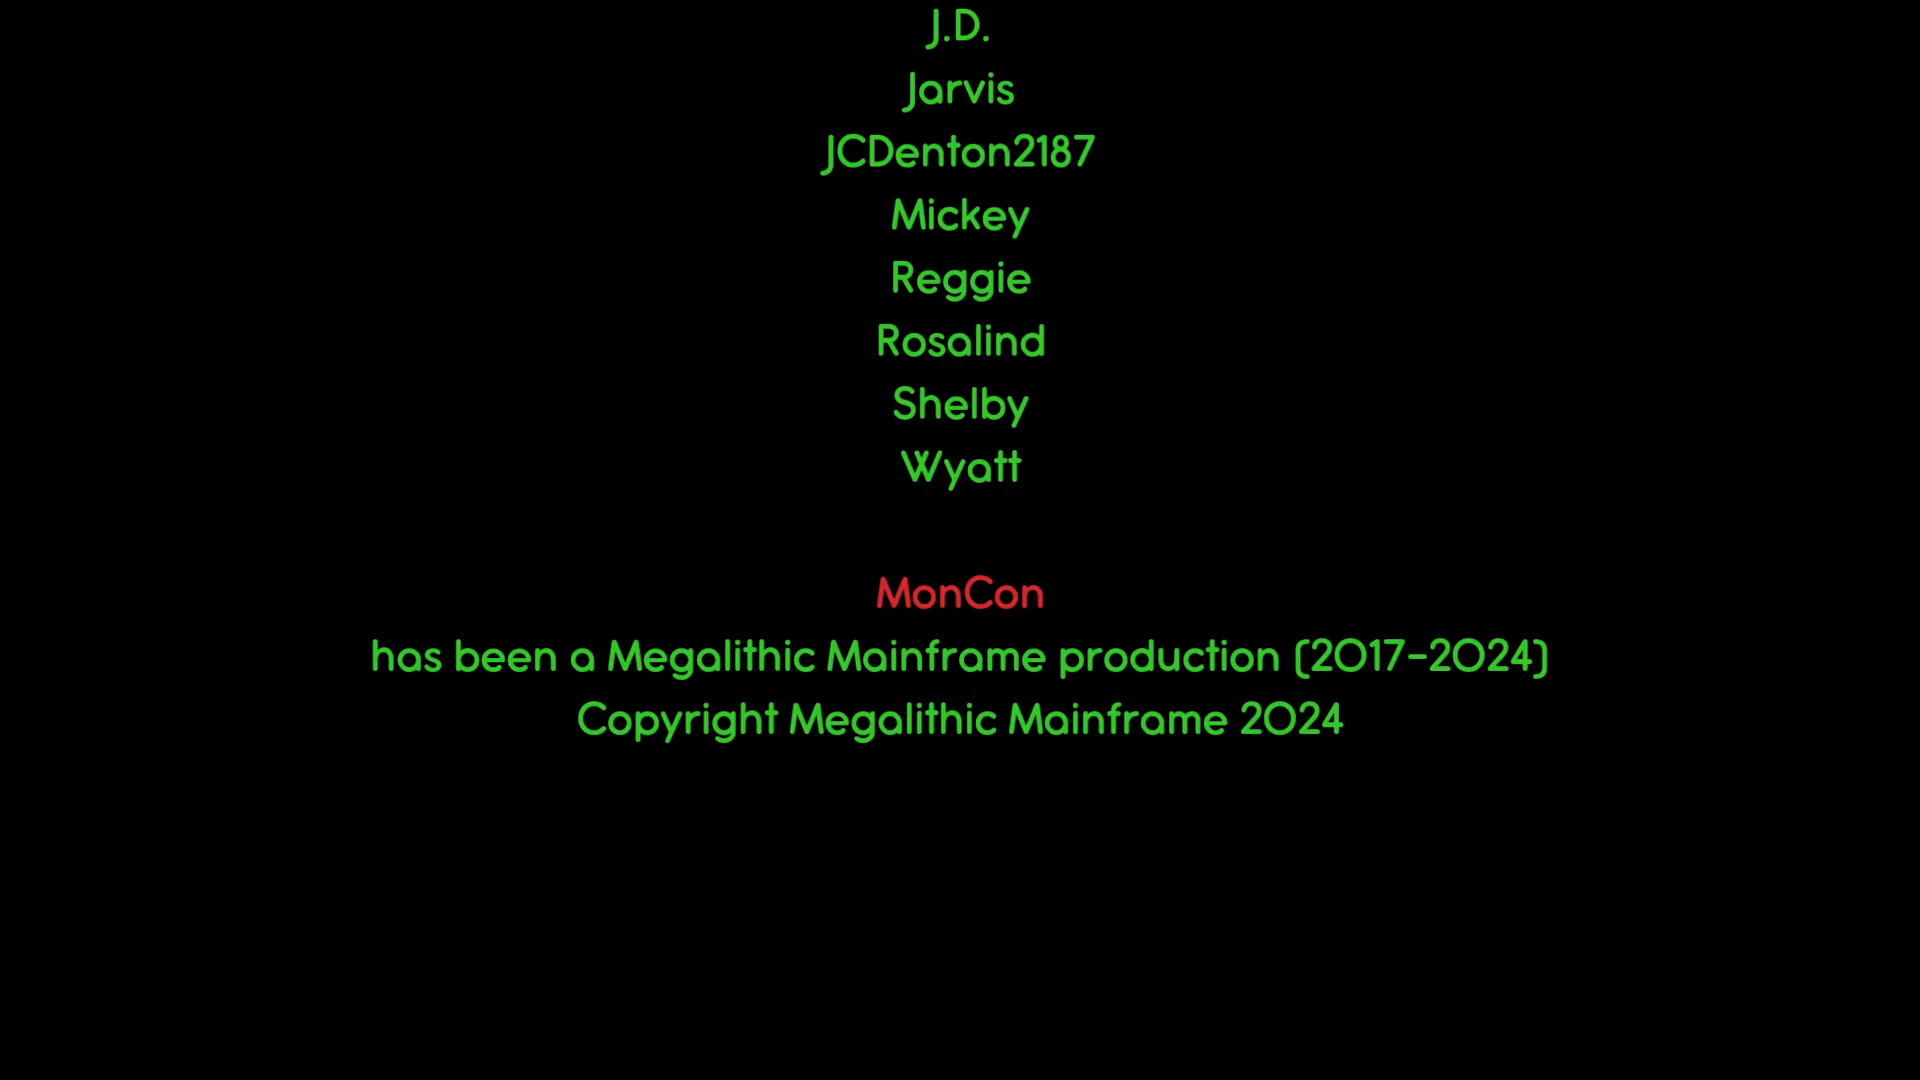 J.D.
Jarvis
JCDenton2187
Mickey
Reggie
Rosalind
Shelby
Wyatt
MonCon
has been a Megalithic Mainframe production (2017-2024)
Copyright Megalithic Mainframe 2024